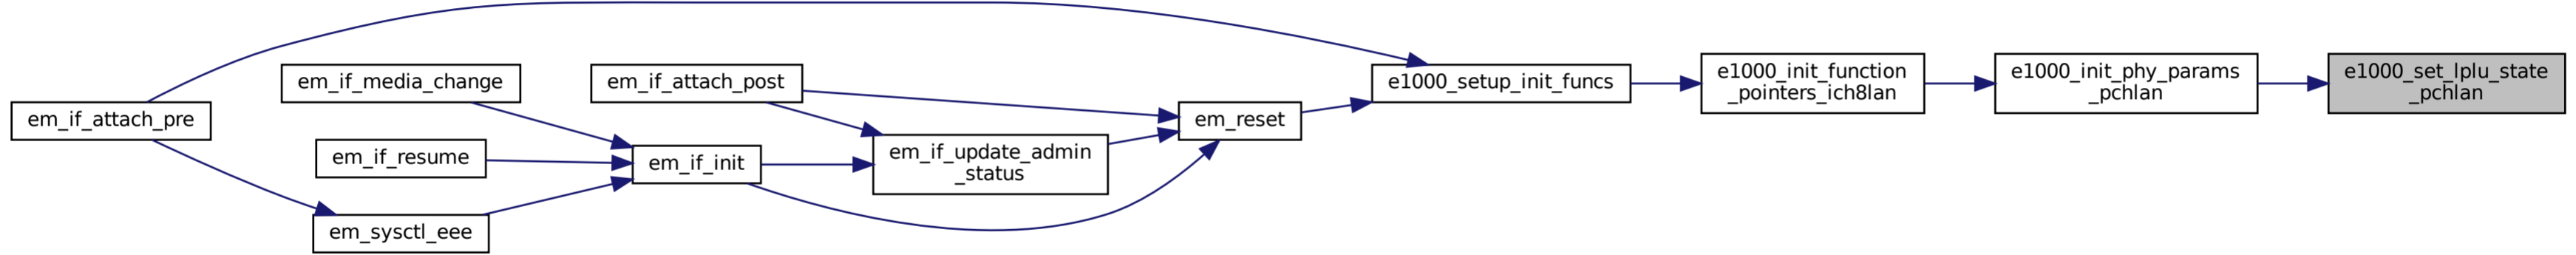 em_if_attach_pre
em_if_media_change
em_if_resume
em_sysctl_eee
em_if_attach_post
em_if_init
em_if_update_admin
_status
em_reset
e1000_setup_init_funcs
e1000_init_function
_pointers_ich8lan
e1000_init_phy_params
_pchlan
e1000_set_lplu_state
_pchlan